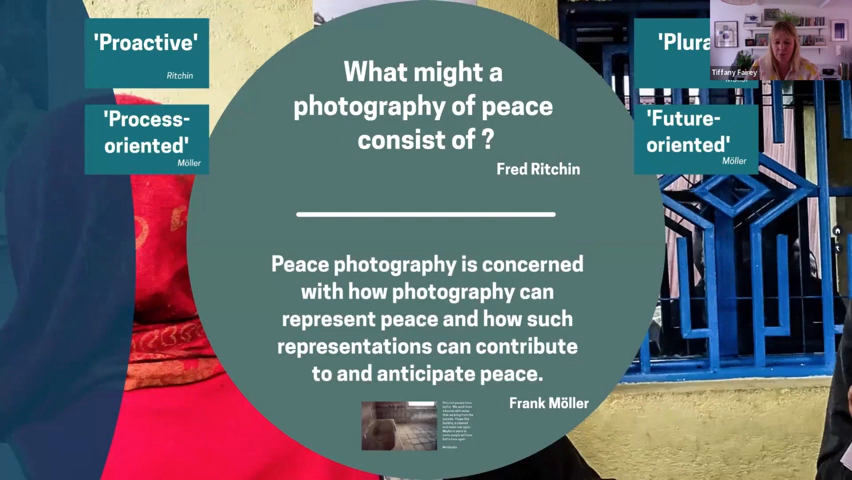 'Proactive'
Ritchin
'Process-
oriented'
Möller
What might a
photography of peace
consist of ?
Fred Ritchin
Peace photography is concerned
with how photography can
represent peace and how such
representations can contribute
to and anticipate peace.
Frank Möller
'Plura
Tiffany Fairey
'Future-
oriented'
Möller